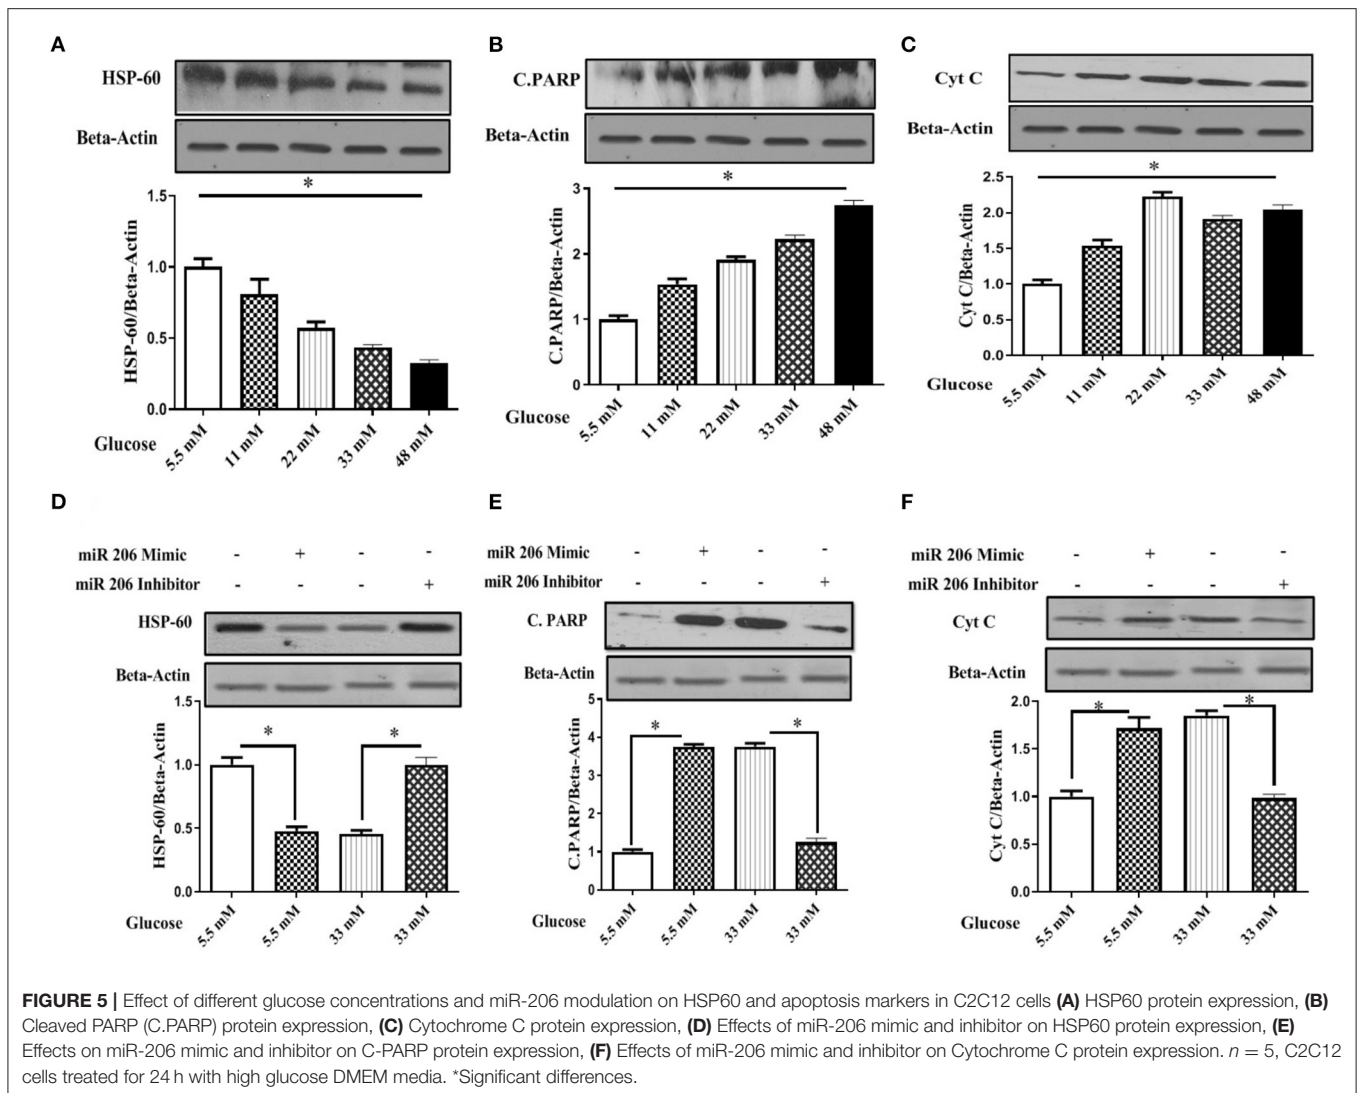 A
HSP-60
Beta-Actin
*
HSP-60/Beta-Actin
1.5
1.0
0.5
0.0
Glucose
5.5 mM
11 mM
22 mM
33 mM
48 mM
B
C.PARP
Beta-Actin
*
C.PARP/Beta-Actin
3
2
1
0
Glucose
5.5 mM
11 mM
22 mM
33 mM
48 mM
C
Cyt C
Beta-Actin
*
Cyt C/Beta-Actin
2.5
2.0
1.5
1.0
0.5
0.0
Glucose
5.5 mM
11 mM
22 mM
33 mM
48 mM
D
miR 206 Mimic - + - -
miR 206 Inhibitor - - - +
HSP-60
Beta-Actin
* *
HSP-60/Beta-Actin
1.5
1.0
0.5
0.0
Glucose
5.5 mM
5.5 mM
33 mM
33 mM
E
miR 206 Mimic - + - -
miR 206 Inhibitor - - - +
C. PARP
Beta-Actin
* *
C.PARP/Beta-Actin
5
4
3
2
1
0
Glucose
5.5 mM
5.5 mM
33 mM
33 mM
F
miR 206 Mimic - + - -
miR 206 Inhibitor - - - +
Cyt C
Beta-Actin
* *
Cyt C/Beta-Actin
2.0
1.5
1.0
0.5
0.0
Glucose
5.5 mM
5.5 mM
33 mM
33 mM
FIGURE 5 | Effect of different glucose concentrations and miR-206 modulation on HSP60 and apoptosis markers in C2C12 cells (A) HSP60 protein expression, (B)
Cleaved PARP (C.PARP) protein expression, (C) Cytochrome C protein expression, (D) Effects of miR-206 mimic and inhibitor on HSP60 protein expression, (E)
Effects on miR-206 mimic and inhibitor on C-PARP protein expression, (F) Effects of miR-206 mimic and inhibitor on Cytochrome C protein expression. n = 5, C2C12
cells treated for 24 h with high glucose DMEM media. *Significant differences.